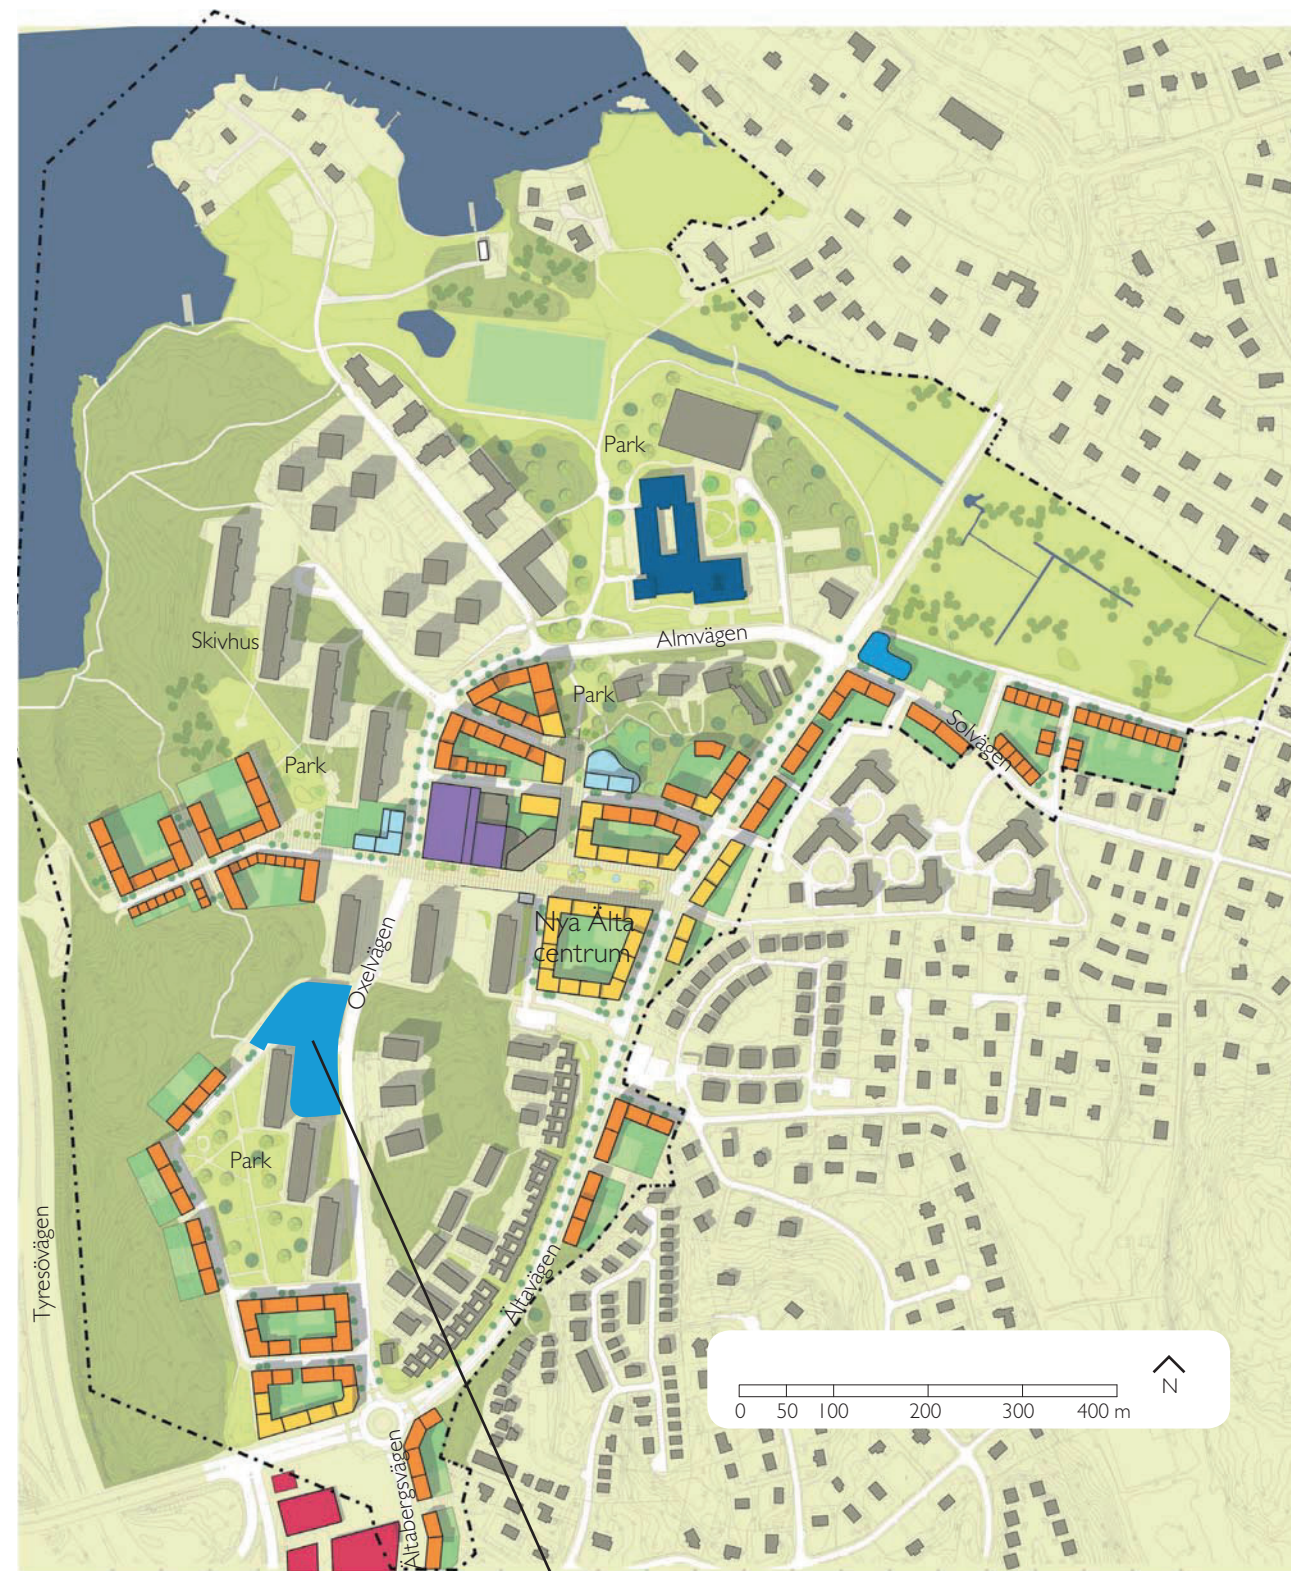 Park
Almvägen
Skivhus
Park
Solvägen
Park
Nya Älta
centrum
Oxelvägen
Park
Tyresövägen
Ältavägen
N
0 50 100 200 300 400 m
Ältabergsvägen